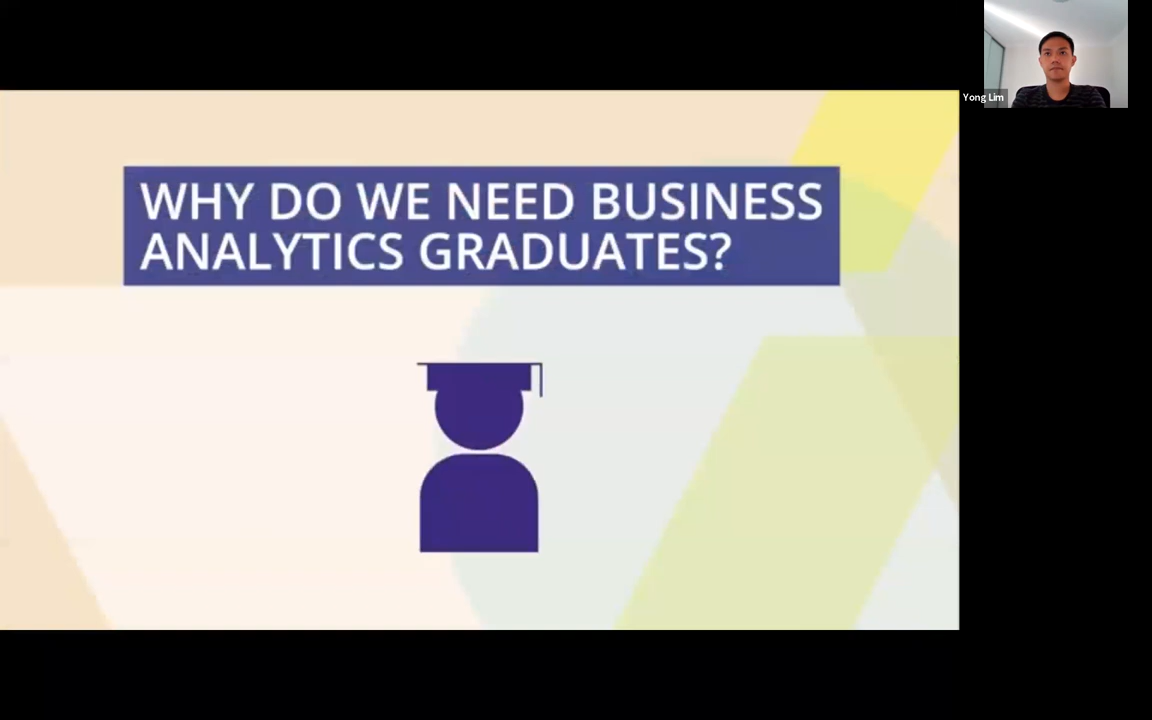 WHY DO WE NEED BUSINESS
ANALYTICS GRADUATES?
Yong Lim